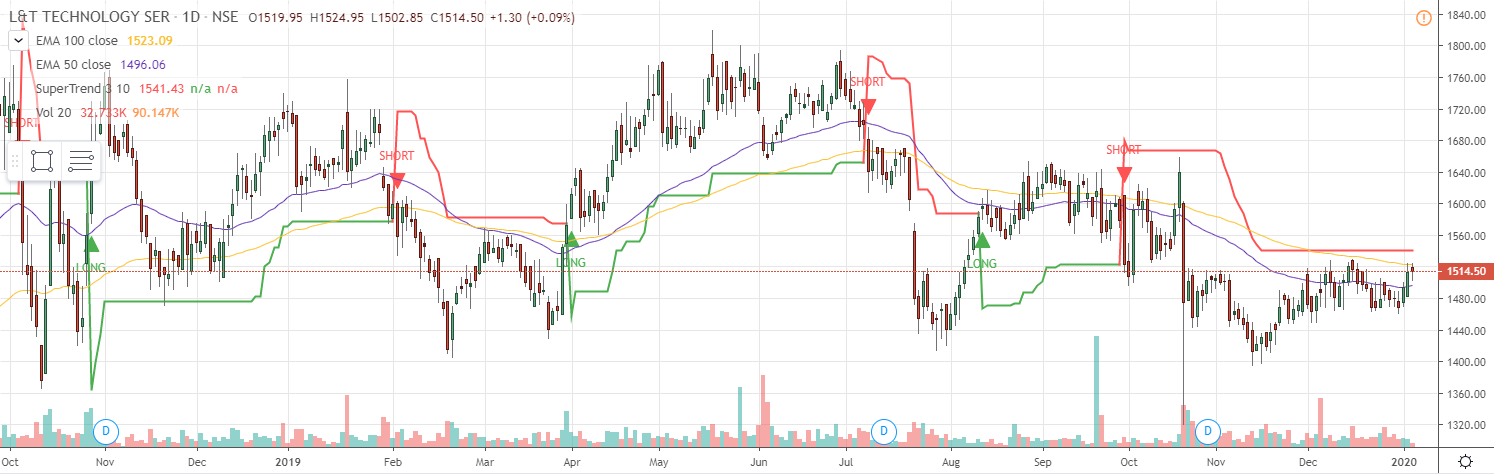 L&T TECHNOLOGY SER · 1D · NSE O1519.95 H1524.95 L1502.85 C1514.50 +1.30 (+0.09%)
EMA 100 close 1523.09
EMA 50 close 1496.06
SuperTrend 3 10 1541.43 n/a n/a
Vol 20 32.733K 90.147K
SHORT
LONG
SHORT
LONG
SHORT
LONG
SHORT
1840.00
1800.00
1760.00
1720.00
1680.00
1640.00
1600.00
1560.00
1514.50
1480.00
1440.00
1400.00
1360.00
1320.00
D D D
Oct Nov Dec 2019 Feb Mar Apr May Jun Jul Aug Sep Oct Nov Dec 2020